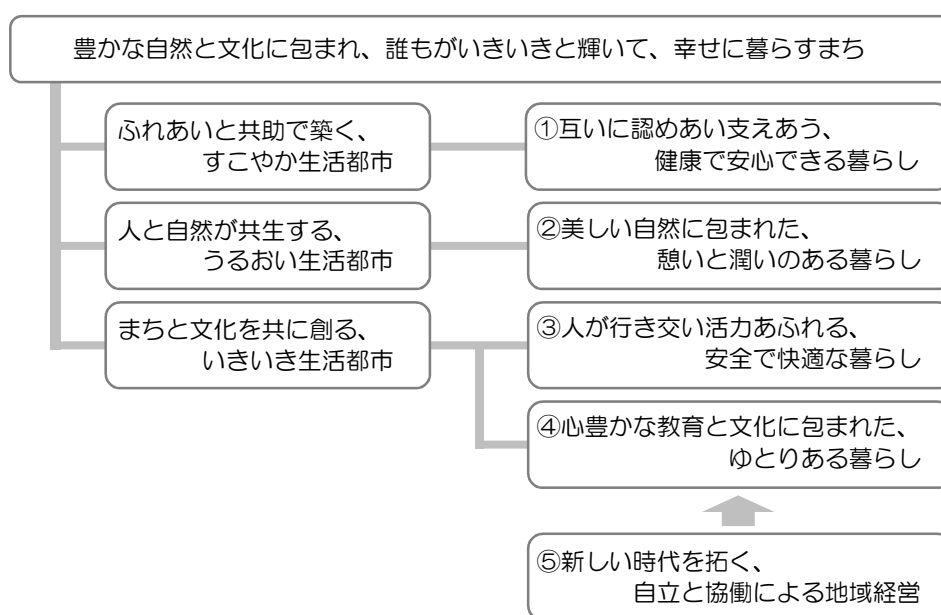 豊かな自然と文化に包まれ、誰もがいきいきと輝いて、幸せに暮らすまち
ふれあいと共助で築く、
すこやか生活都市
①互いに認めあい支えあう、
健康で安心できる暮らし
人と自然が共生する、
うるおい生活都市
②美しい自然に包まれた、
憩いと潤いのある暮らし
まちと文化を共に創る、
いきいき生活都市
③人が行き交い活力あふれる、
安全で快適な暮らし
④心豊かな教育と文化に包まれた、
ゆとりある暮らし
⑤新しい時代を拓く、
自立と協働による地域経営